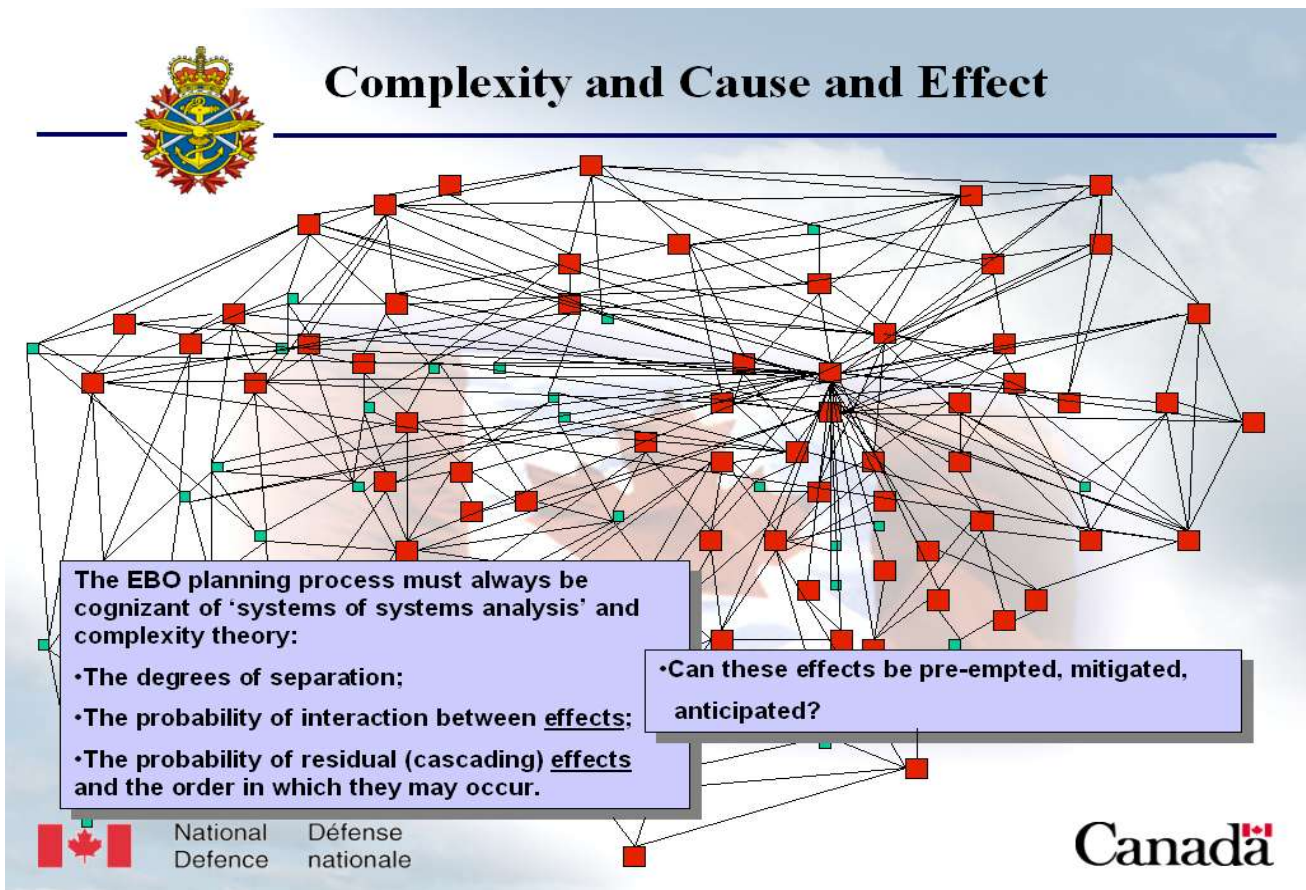 Complexity and Cause and Effect
The EBO planning process must always be
cognizant of ‘systems of systems analysis’ and
complexity theory:
•The degrees of separation;
•The probability of interaction between effects;
•The probability of residual (cascading) effects
and the order in which they may occur.
•Can these effects be pre-empted, mitigated,
anticipated?
National Défense
Defence nationale
Canada